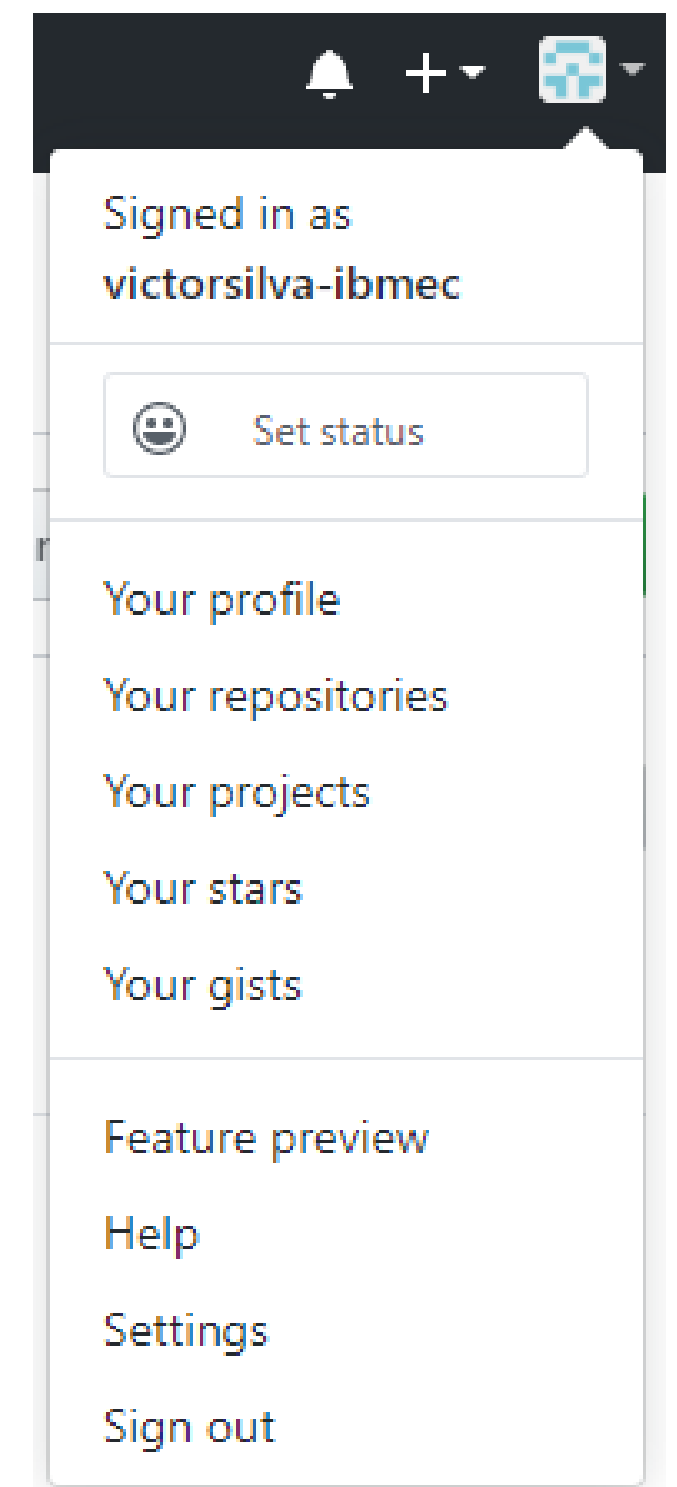 Signed in as
victorsilva-ibmec
Set status
r
Your profile
Your repositories
Your projects
Your stars
Your gists
Feature preview
Help
Settings
Sign out